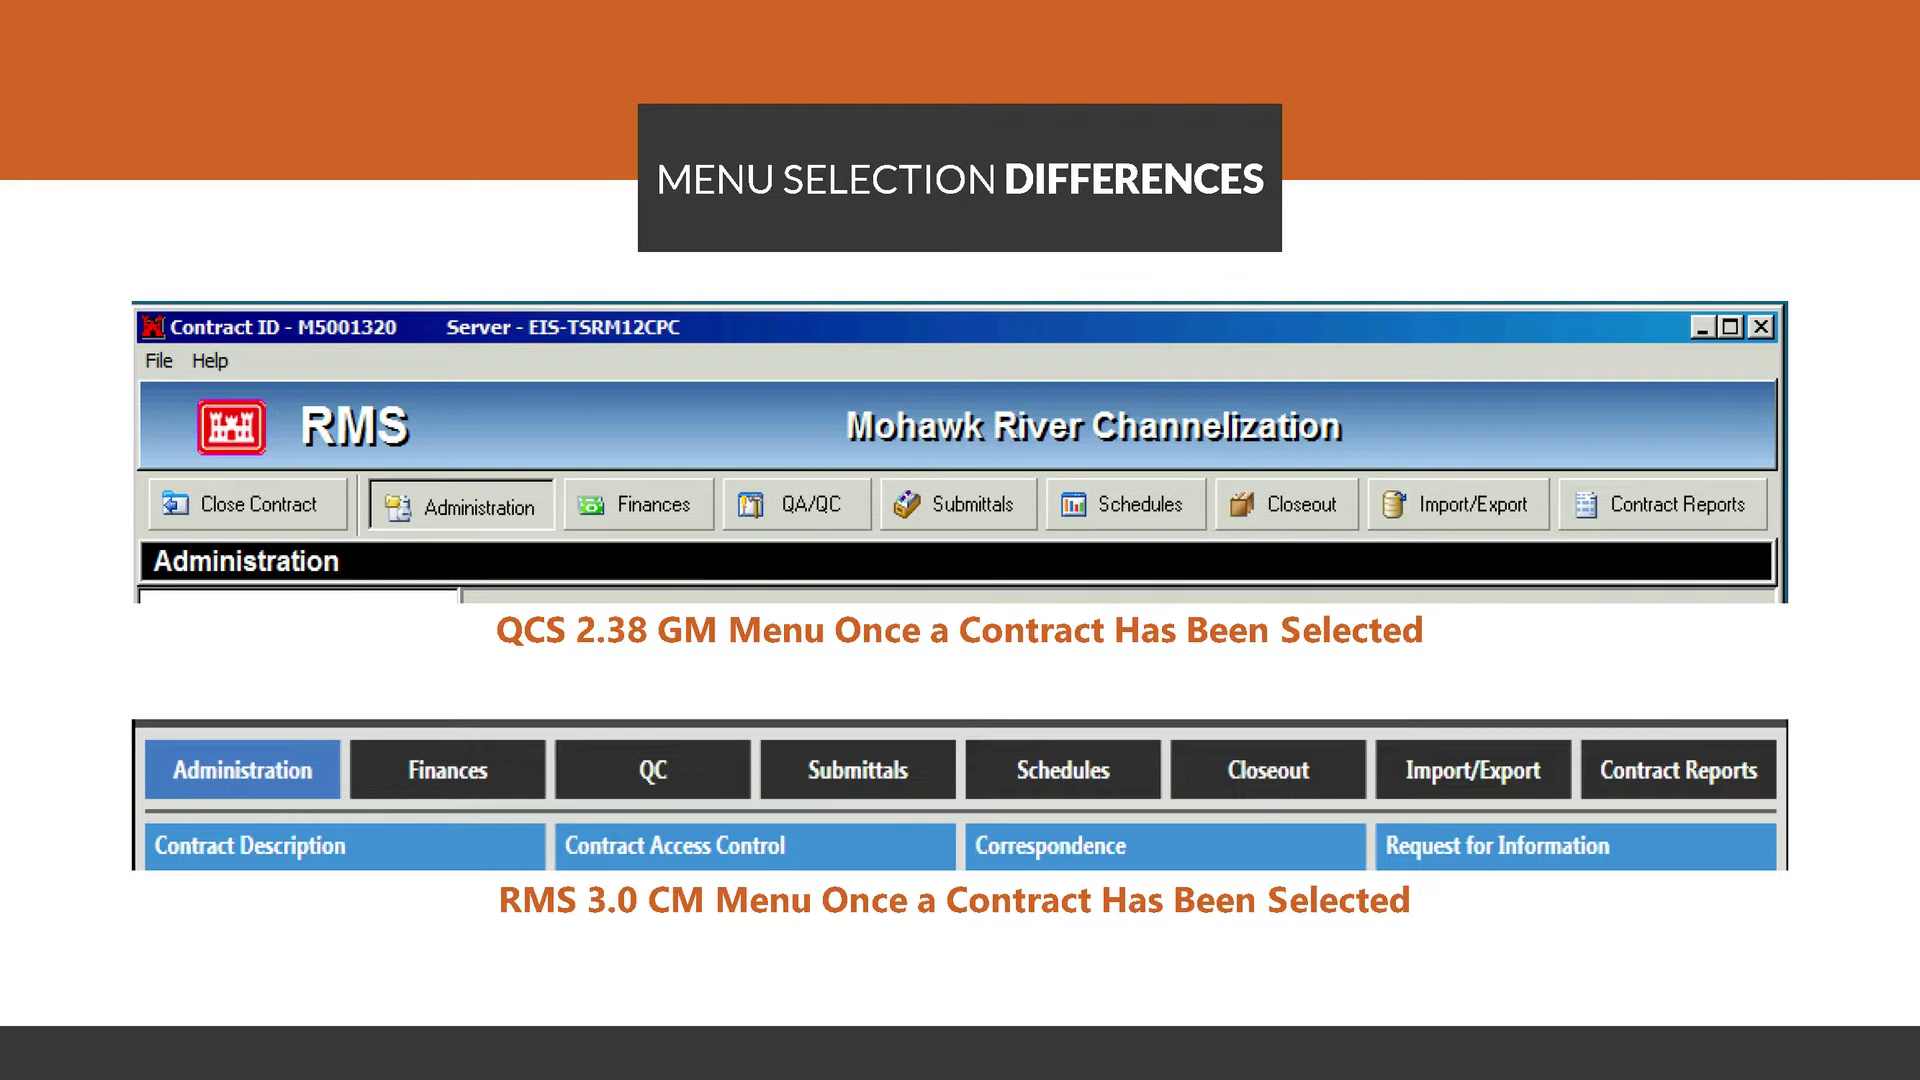 MENU SELECTION DIFFERENCES
Contract ID - M5001320 Server - EIS-TSRM12CPC
File Help
RMS Mohawk River Channelization
Close Contract Administration Finances QA/QC Submittals Schedules Closeout Import/Export Contract Reports
Administration
QCS 2.38 GM Menu Once a Contract Has Been Selected
Administration Finances QC Submittals Schedules Closeout Import/Export Contract Reports
Contract Description Contract Access Control Correspondence Request for Information
RMS 3.0 CM Menu Once a Contract Has Been Selected